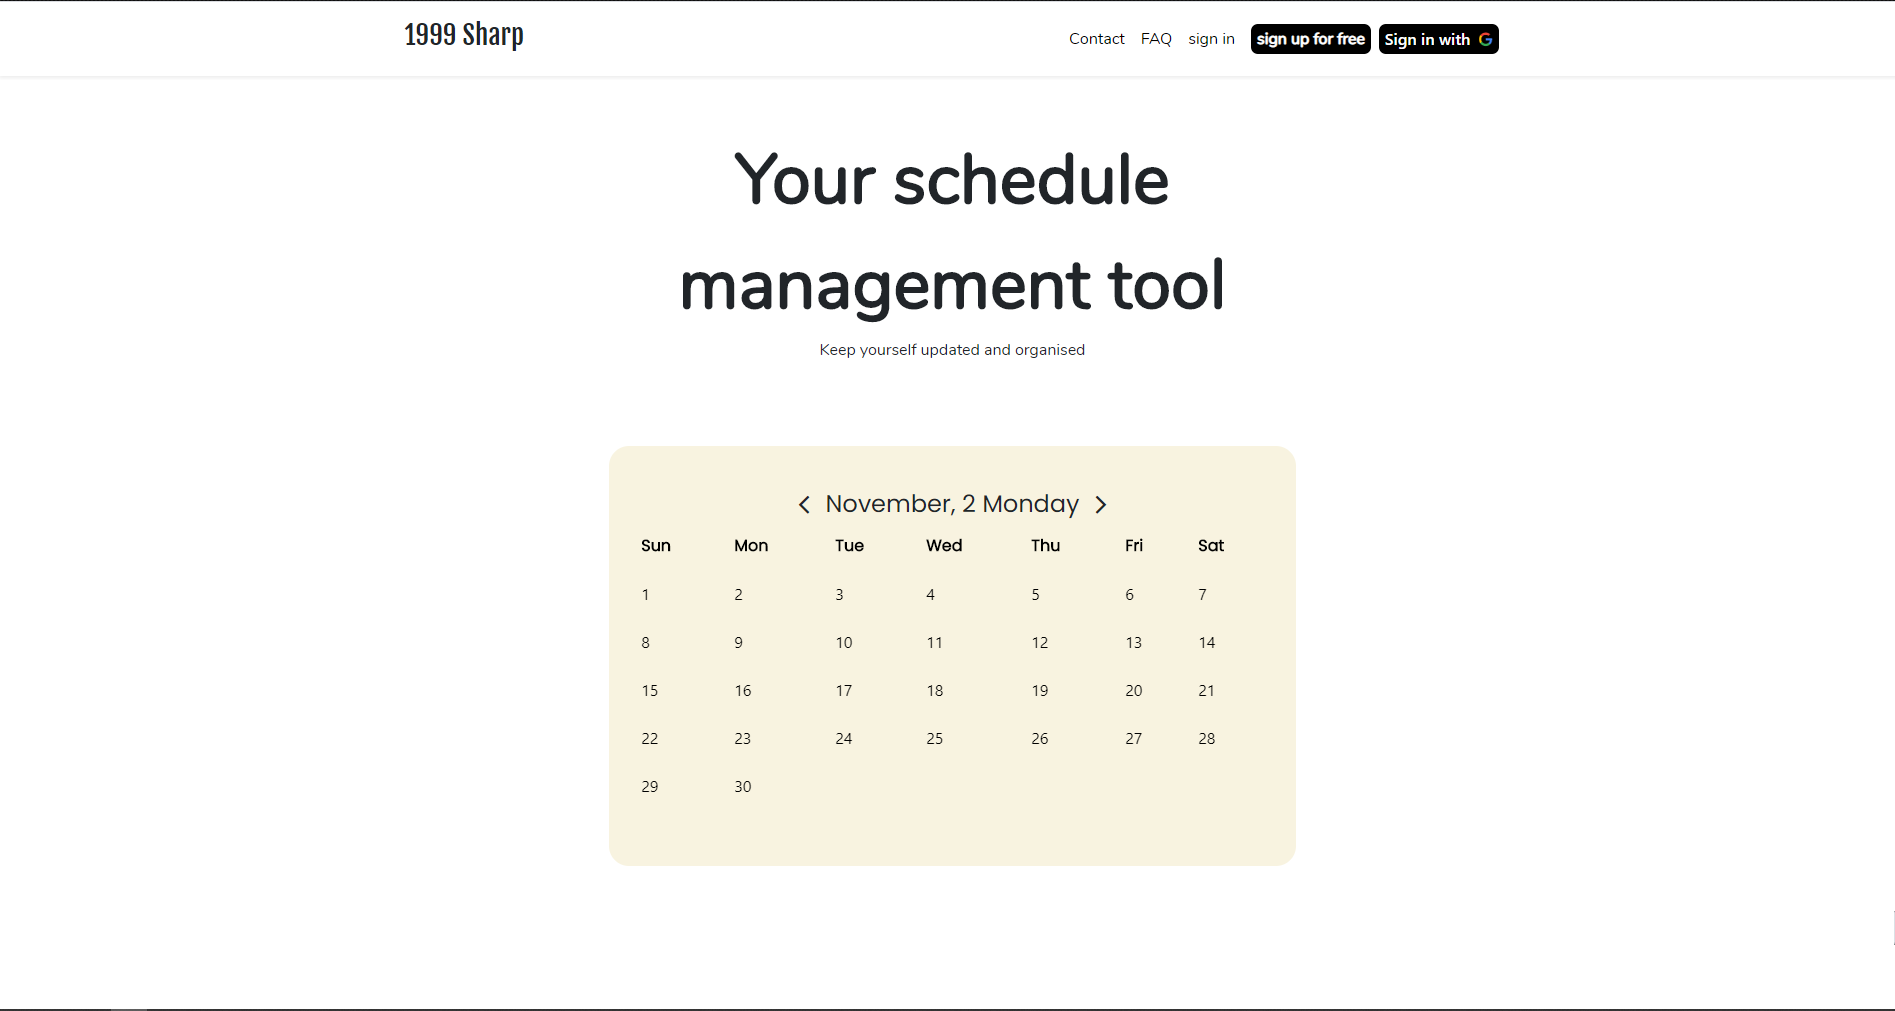 1999 Sharp
Contact FAQ sign in sign up for free Sign in with G
Your schedule
management tool
Keep yourself updated and organised
November, 2 Monday
Sun Mon Tue Wed Thu Fri Sat
1 2 3 4 5 6 7
8 9 10 11 12 13 14
15 16 17 18 19 20 21
22 23 24 25 26 27 28
29 30